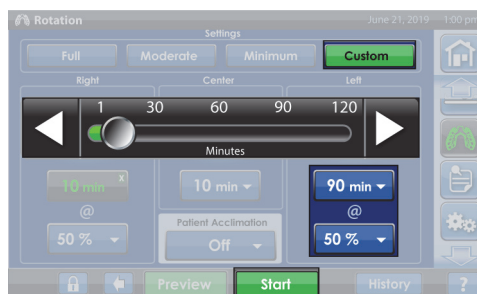 Rotation June 21, 2019 1:00 pm
Settings
Full Moderate Minimum Custom
Right Center Left
1 30 60 90 120
Minutes
10 min x 10 min 90 min
@ @
50 % Patient Acclimation 50 %
Off
Preview Start History ?